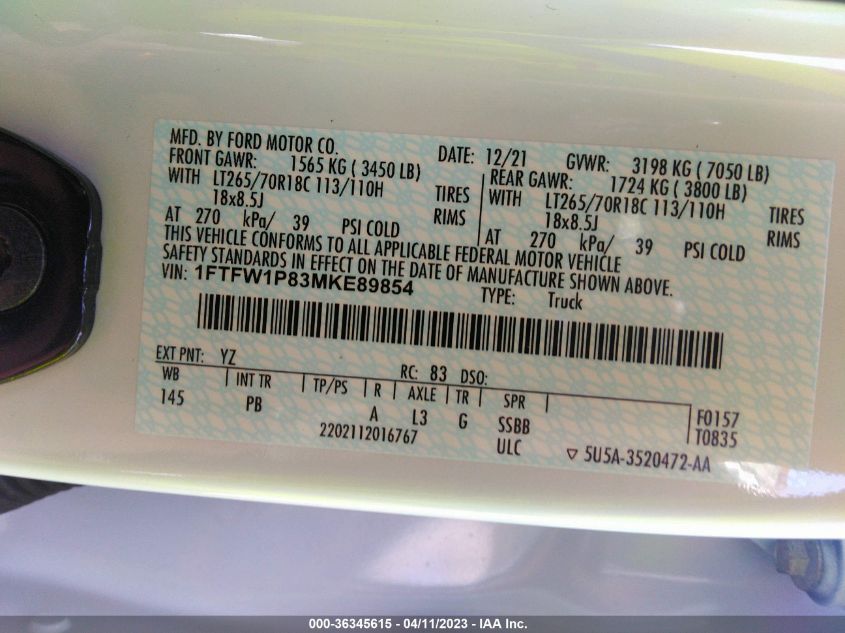 MFD. BY FORD MOTOR CO.
DATE: 12/21 GVWR: 3198 KG ( 7050 LB)
FRONT GAWR: 1565 KG ( 3450 LB)
WITH LT265/70R18C 113/110H TIRES
18x8.5J RIMS
AT 270 kPa/ 39 PSI COLD
REAR GAWR: 1724 KG ( 3800 LB)
WITH LT265/70R18C 113/110H TIRES
18x8.5J RIMS
AT 270 kPa/ 39 PSI COLD
THIS VEHICLE CONFORMS TO ALL APPLICABLE FEDERAL MOTOR VEHICLE
SAFETY STANDARDS IN EFFECT ON THE DATE OF MANUFACTURE SHOWN ABOVE.
VIN: 1FTFW1P83MKE89854 TYPE: Truck
EXT PNT: YZ RC: 83 DSO:
WB INT TR TP/PS R AXLE TR SPR
145 PB A L3 G SSBB F0157
2202112016767 ULC T0835
▽ 5U5A-3520472-AA
000-36345615 - 04/11/2023 - IAA Inc.